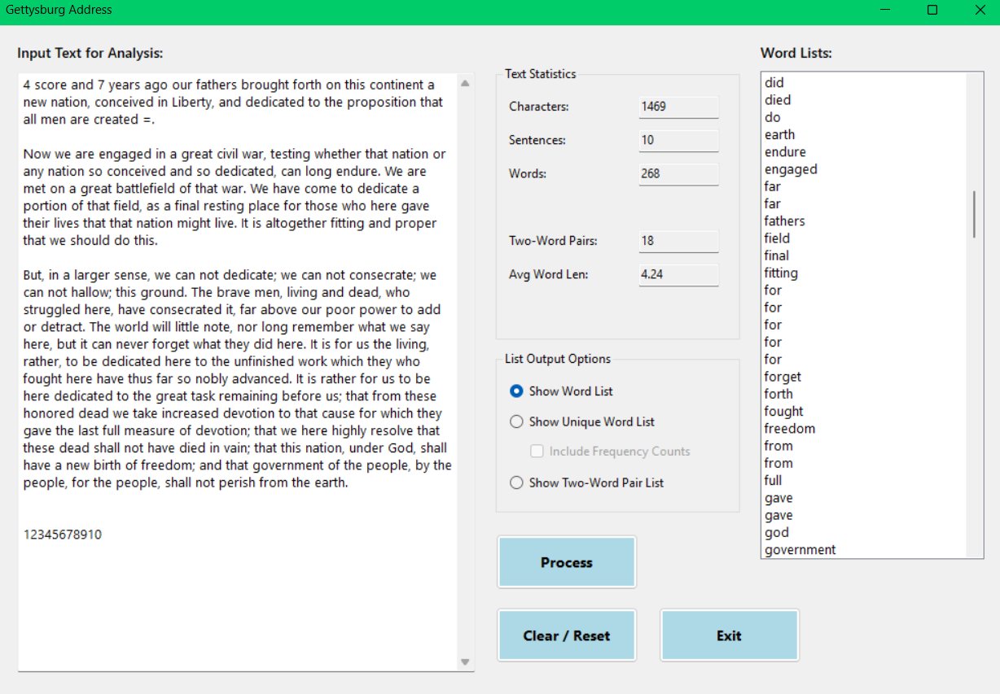 Gettysburg Address
Input Text for Analysis:
4 score and 7 years ago our fathers brought forth on this continent a
new nation, conceived in Liberty, and dedicated to the proposition that
all men are created =.
Now we are engaged in a great civil war, testing whether that nation or
any nation so conceived and so dedicated, can long endure. We are
met on a great battlefield of that war. We have come to dedicate a
portion of that field, as a final resting place for those who here gave
their lives that that nation might live. It is altogether fitting and proper
that we should do this.
But, in a larger sense, we can not dedicate; we can not consecrate; we
can not hallow; this ground. The brave men, living and dead, who
struggled here, have consecrated it, far above our poor power to add
or detract. The world will little note, nor long remember what we say
here, but it can never forget what they did here. It is for us the living,
rather, to be dedicated here to the unfinished work which they who
fought here have thus far so nobly advanced. It is rather for us to be
here dedicated to the great task remaining before us; that from these
honored dead we take increased devotion to that cause for which they
gave the last full measure of devotion; that we here highly resolve that
these dead shall not have died in vain; that this nation, under God, shall
have a new birth of freedom; and that government of the people, by the
people, for the people, shall not perish from the earth.
12345678910
Text Statistics
Characters: 1469
Sentences: 10
Words: 268
Two-Word Pairs: 18
Avg Word Len: 4.24
List Output Options
Show Word List
Show Unique Word List
Include Frequency Counts
Show Two-Word Pair List
Process
Clear / Reset
Exit
Word Lists:
did
died
do
earth
endure
engaged
far
far
fathers
field
final
fitting
for
for
for
for
for
forget
forth
fought
freedom
from
from
full
gave
gave
god
government